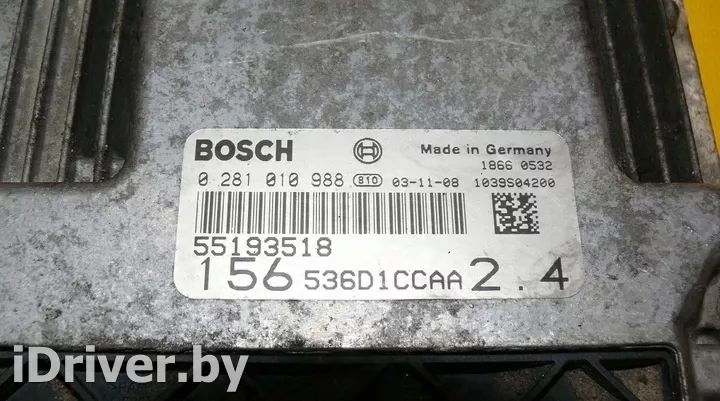 BOSCH Made in Germany
1866 0532
0 281 010 988 810 03-11-08 1039S04200
55193518
156 536D1CCAA 2.4
iDriver.by